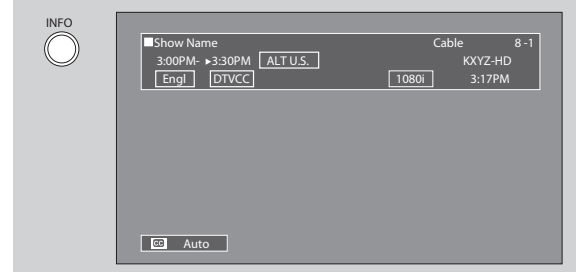 INFO
■Show Name Cable 8 -1
3:00PM- ▸3:30PM ALT U.S. KXYZ-HD
Engl DTVCC 1080i 3:17PM
CC Auto